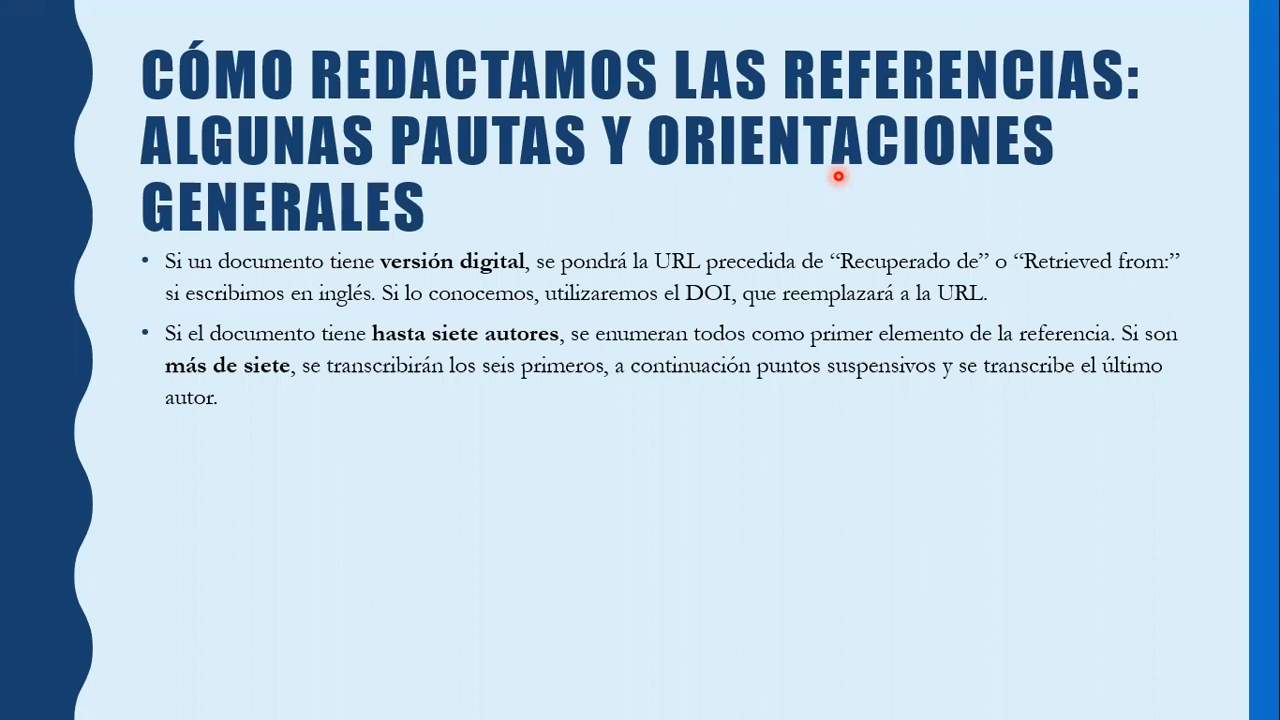 CÓMO REDACTAMOS LAS REFERENCIAS:
ALGUNAS PAUTAS Y ORIENTACIONES
GENERALES
• Si un documento tiene versión digital, se pondrá la URL precedida de “Recuperado de” o “Retrieved from:”
si escribimos en inglés. Si lo conocemos, utilizaremos el DOI, que reemplazará a la URL.
• Si el documento tiene hasta siete autores, se enumeran todos como primer elemento de la referencia. Si son
más de siete, se transcribirán los seis primeros, a continuación puntos suspensivos y se transcribe el último
autor.